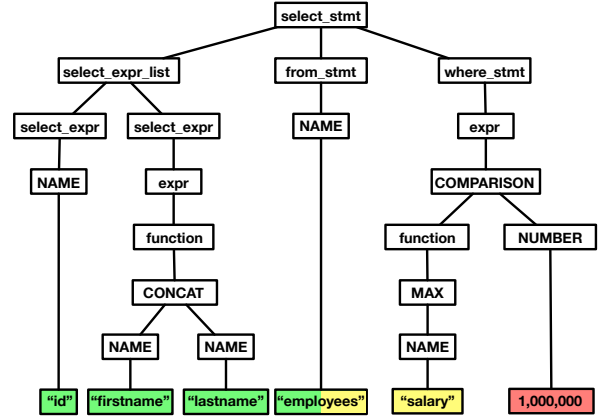 select_stmt
select_expr_list from_stmt where_stmt
select_expr select_expr NAME expr
NAME expr COMPARISON
function function NUMBER
CONCAT MAX
NAME NAME NAME
“id” “firstname” “lastname” “employees” “salary” 1,000,000